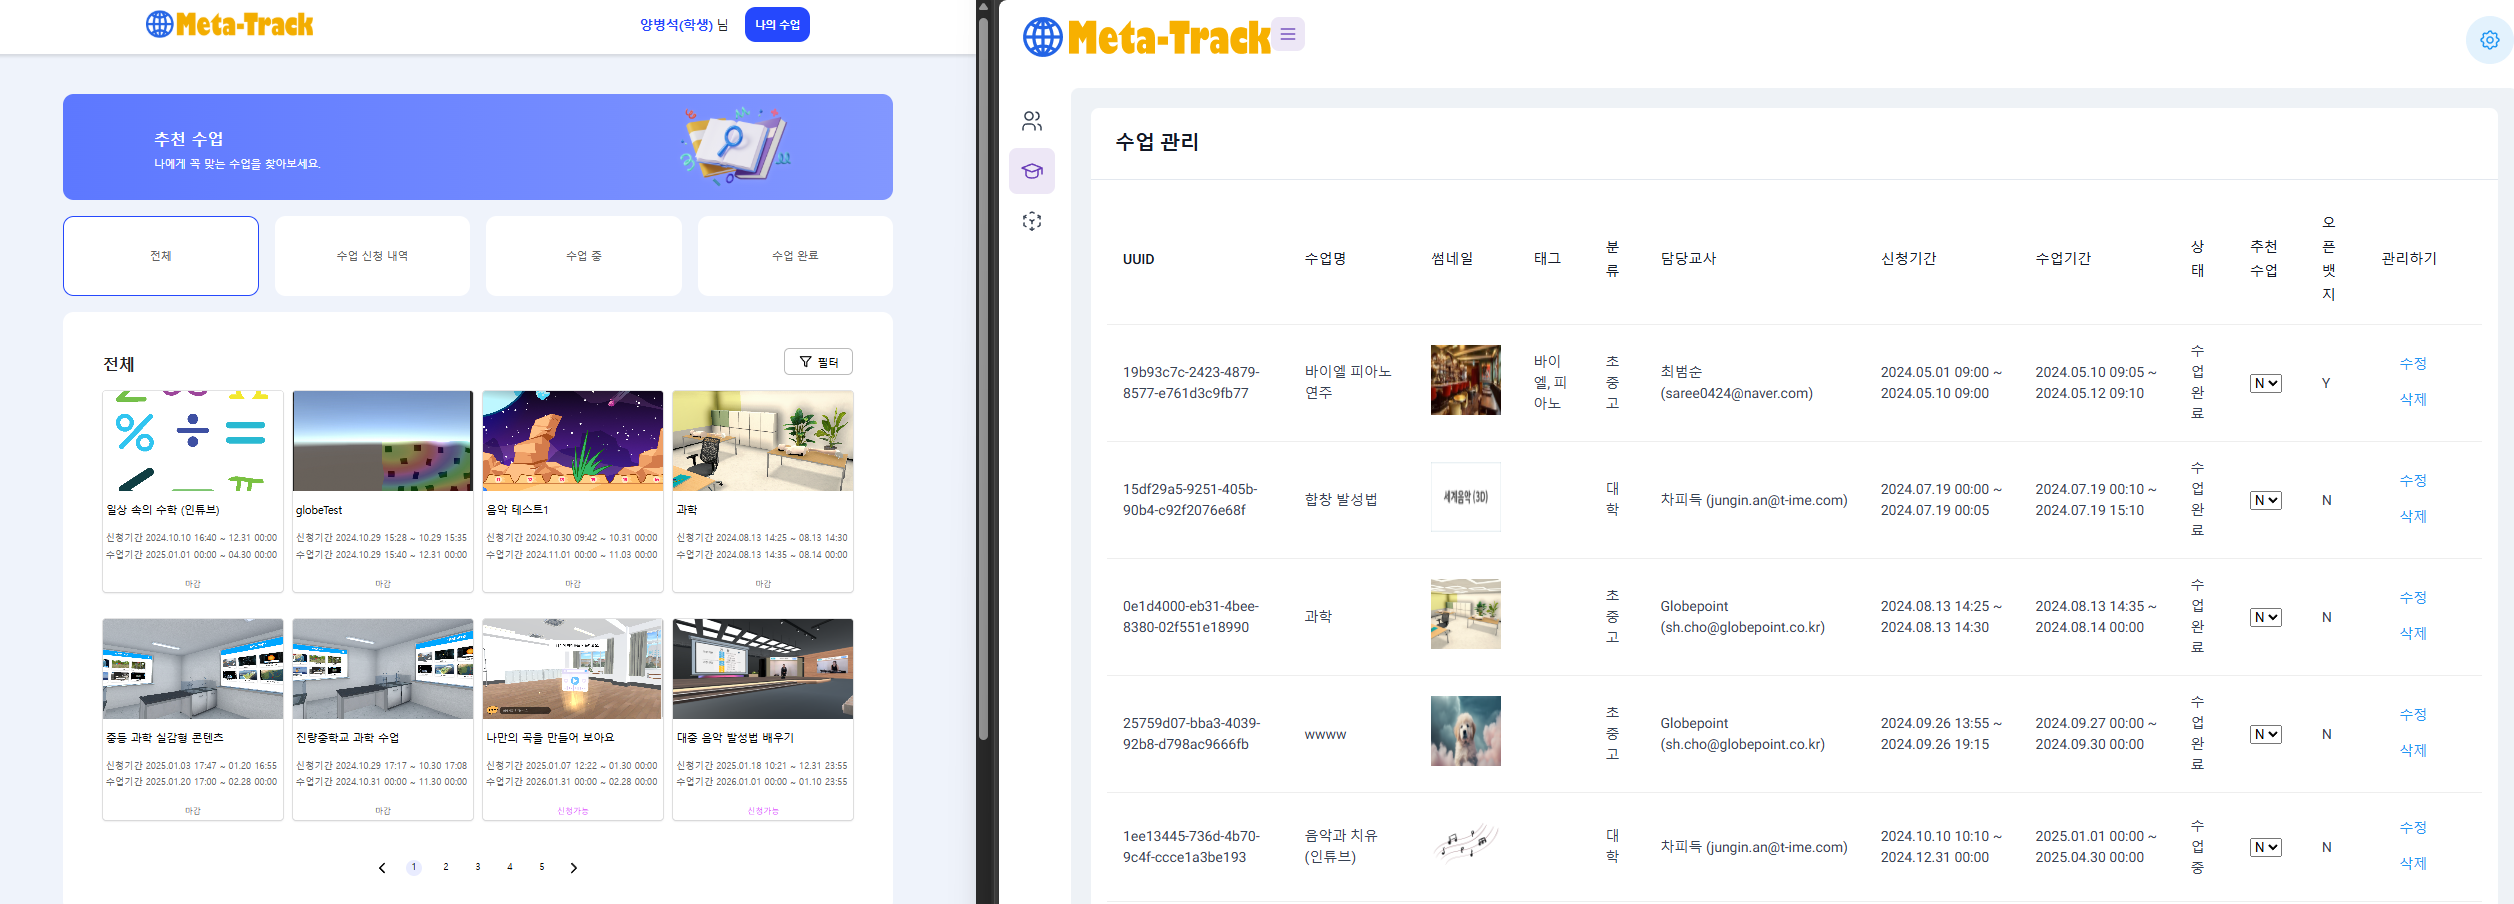 Meta-Track
양병석(학생) 님
나의 수업
추천 수업
나에게 꼭 맞는 수업을 찾아보세요.
전체
수업 신청 내역
수업 중
수업 완료
전체
필터
일상 속의 수학 (인튜브)
신청기간 2024.10.10 16:40 ~ 12.31 00:00
수업기간 2025.01.01 00:00 ~ 04.30 00:00
마감
globeTest
신청기간 2024.10.29 15:28 ~ 10.29 15:35
수업기간 2024.10.29 15:40 ~ 12.31 00:00
마감
음악 테스트1
신청기간 2024.10.30 09:42 ~ 10.31 00:00
수업기간 2024.11.01 00:00 ~ 11.03 00:00
마감
과학
신청기간 2024.08.13 14:25 ~ 08.13 14:30
수업기간 2024.08.13 14:35 ~ 08.14 00:00
마감
중등 과학 실감형 콘텐츠
신청기간 2025.01.03 17:47 ~ 01.20 16:55
수업기간 2025.01.20 17:00 ~ 02.28 00:00
마감
진량중학교 과학 수업
신청기간 2024.10.29 17:17 ~ 10.30 17:08
수업기간 2024.10.31 00:00 ~ 11.30 00:00
마감
나만의 곡을 만들어 보아요
신청기간 2025.01.07 12:22 ~ 01.30 00:00
수업기간 2026.01.31 00:00 ~ 02.28 00:00
신청가능
대중 음악 발성법 배우기
신청기간 2025.01.18 10:21 ~ 12.31 23:55
수업기간 2026.01.01 00:00 ~ 01.10 23:55
신청가능
1 2 3 4 5
Meta-Track
수업 관리
UUID 수업명 썸네일 태그 분류 담당교사 신청기간 수업기간 상태 추천 수업 오픈뱃지 관리하기
19b93c7c-2423-4879-
8577-e761d3c9fb77
바이엘 피아노
연주
바이
엘, 피
아노
초
중
고
최범순
(saree0424@naver.com)
2024.05.01 09:00 ~
2024.05.10 09:00
2024.05.10 09:05 ~
2024.05.12 09:10
수
업
완
료
N
Y
수정
삭제
15df29a5-9251-405b-
90b4-c92f2076e68f
합창 발성법
세계음악 (3D)
대
학
차피득 (jungin.an@t-ime.com)
2024.07.19 00:00 ~
2024.07.19 00:05
2024.07.19 00:10 ~
2024.07.19 15:10
수
업
완
료
N
N
수정
삭제
0e1d4000-eb31-4bee-
8380-02f551e18990
과학
초
중
고
Globepoint
(sh.cho@globepoint.co.kr)
2024.08.13 14:25 ~
2024.08.13 14:30
2024.08.13 14:35 ~
2024.08.14 00:00
수
업
완
료
N
N
수정
삭제
25759d07-bba3-4039-
92b8-d798ac9666fb
wwww
초
중
고
Globepoint
(sh.cho@globepoint.co.kr)
2024.09.26 13:55 ~
2024.09.26 19:15
2024.09.27 00:00 ~
2024.09.30 00:00
수
업
완
료
N
N
수정
삭제
1ee13445-736d-4b70-
9c4f-ccce1a3be193
음악과 치유
(인튜브)
대
학
차피득 (jungin.an@t-ime.com)
2024.10.10 10:10 ~
2024.12.31 00:00
2025.01.01 00:00 ~
2025.04.30 00:00
수
업
중
N
N
수정
삭제